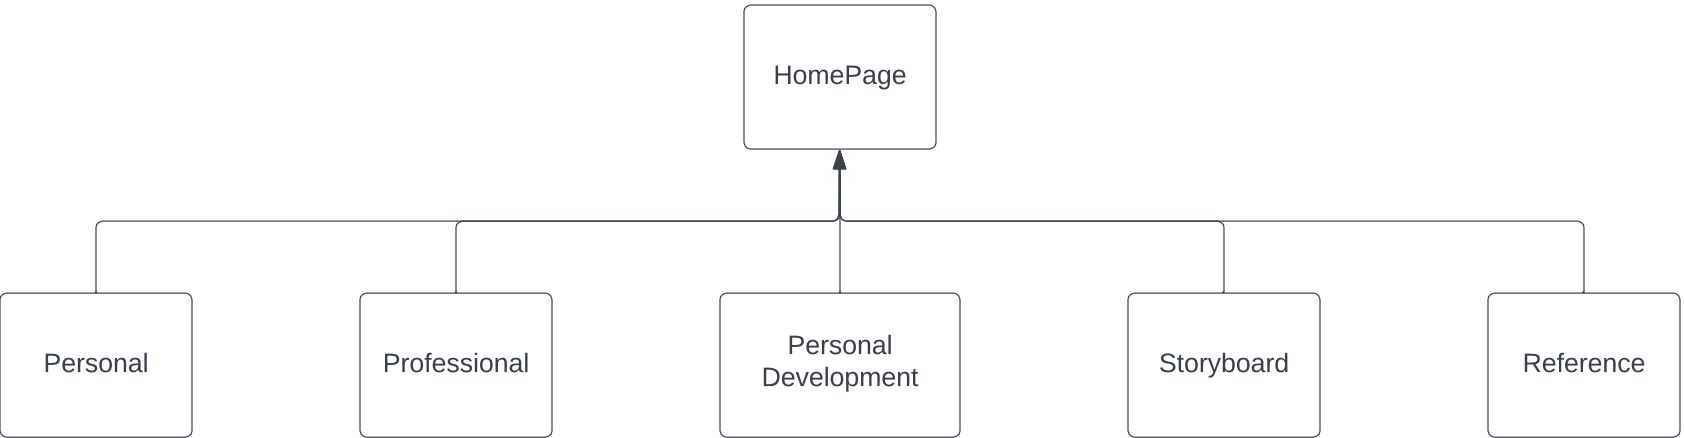 HomePage
Personal
Professional
Personal
Development
Storyboard
Reference